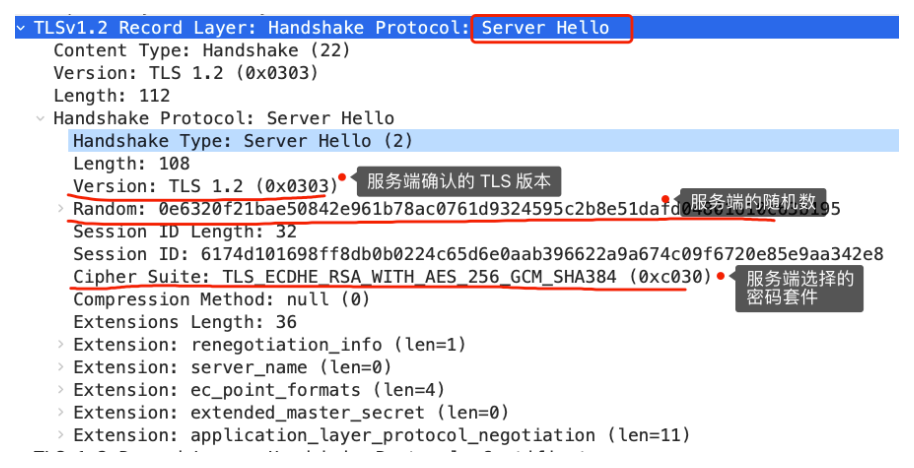 TLSv1.2 Record Layer: Handshake Protocol: Server Hello
Content Type: Handshake (22)
Version: TLS 1.2 (0x0303)
Length: 112
Handshake Protocol: Server Hello
Handshake Type: Server Hello (2)
Length: 108
Version: TLS 1.2 (0x0303)
服务端确认的 TLS 版本
Random: 0e6320f21bae50842e961b78ac0761d9324595c2b8e51dafd
服务端的随机数
Session ID Length: 32
Session ID: 6174d101698ff8db0b0224c65d6e0aab396622a9a674c09f6720e85e9aa342e8
Cipher Suite: TLS_ECDHE_RSA_WITH_AES_256_GCM_SHA384 (0xc030)
服务端选择的
密码套件
Compression Method: null (0)
Extensions Length: 36
Extension: renegotiation_info (len=1)
Extension: server_name (len=0)
Extension: ec_point_formats (len=4)
Extension: extended_master_secret (len=0)
Extension: application_layer_protocol_negotiation (len=11)